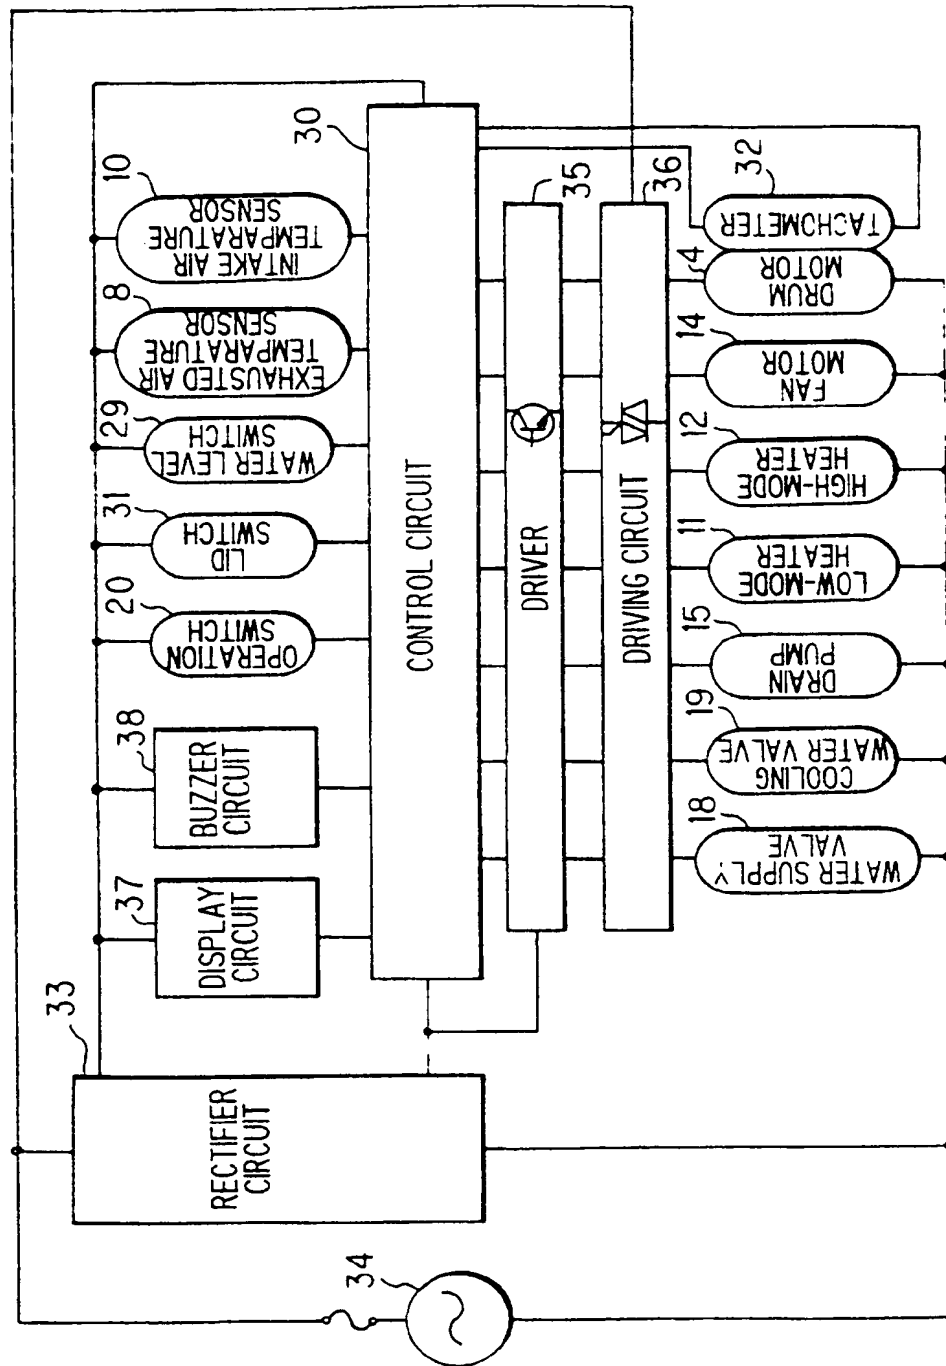 33
RECTIFIER
CIRCUIT
34
37
DISPLAY
CIRCUIT
38
BUZZER
CIRCUIT
20
OPERATION
SWITCH
31
LID
SWITCH
29
WATER LEVEL
SWITCH
8
EXHAUSTED AIR
TEMPARATURE
SENSOR
10
INTAKE AIR
TEMPARATURE
SENSOR
30
CONTROL CIRCUIT
35
DRIVER
36
DRIVING CIRCUIT
18
WATER SUPPLY
VALVE
19
COOLING
WATER VALVE
15
DRAIN
PUMP
11
LOW-MODE
HEATER
12
HIGH-MODE
HEATER
14
FAN
MOTOR
4
DRUM
MOTOR
32
TACHOMETER